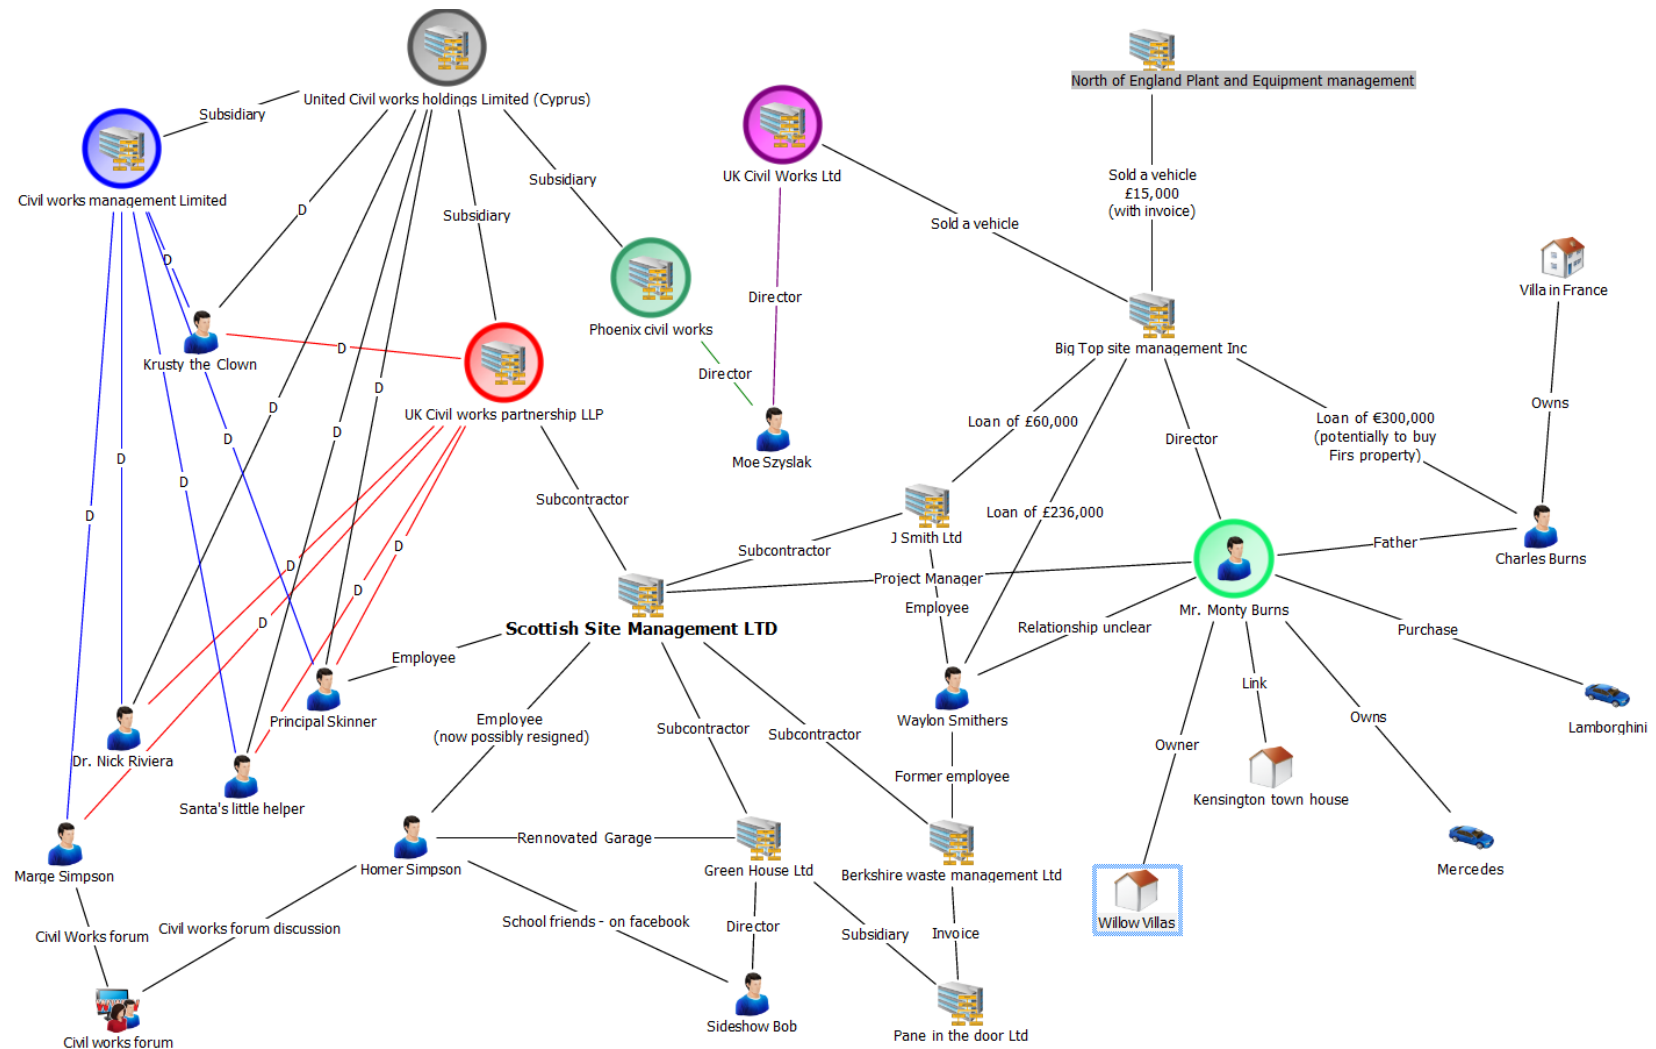 North of England Plant and Equipment management
United Civil works holdings Limited (Cyprus)
Subsidiary
UK Civil Works Ltd
Sold a vehicle
£15,000
(with invoice)
Subsidiary
Civil works management Limited
D
Subsidiary
Sold a vehicle
D
Villa in France
Director
Phoenix civil works
Krusty the Clown
D
Big Top site management Inc
Director
D
Owns
D
UK Civil works partnership LLP
Loan of £60,000
Loan of €300,000
(potentially to buy
Firs property)
D
D
Director
D
Moe Szyslak
D
Subcontractor
Loan of £236,000
D
J Smith Ltd
D
Subcontractor
Father
Charles Burns
D
Project Manager
D
Employee
Mr. Monty Burns
D
Scottish Site Management LTD
Relationship unclear
Purchase
Employee
Link
Principal Skinner
Employee
(now possibly resigned)
Subcontractor
Subcontractor
Waylon Smithers
Owns
Lamborghini
Owner
Dr. Nick Riviera
Former employee
Santa's little helper
Kensington town house
Rennovated Garage
Marge Simpson
Homer Simpson
Green House Ltd
Berkshire waste management Ltd
Mercedes
Civil Works forum
Civil works forum discussion
School friends - on facebook
Director
Subsidiary
Invoice
Willow Villas
Sideshow Bob
Pane in the door Ltd
Civil works forum